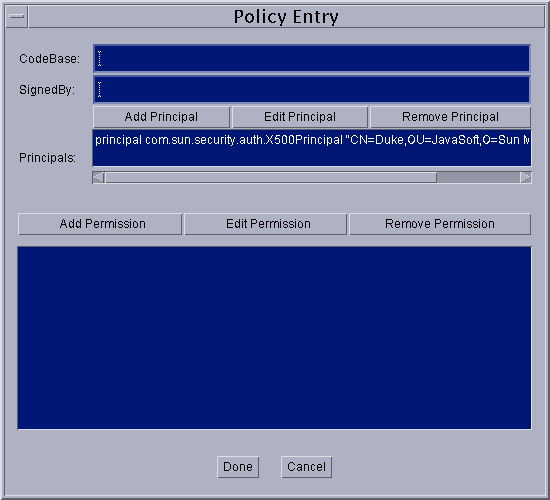 Policy Entry
CodeBase:
SignedBy:
Add Principal Edit Principal Remove Principal
Principals: principal com.sun.security.auth.X500Principal "CN=Duke,OU=JavaSoft,O=Sun M
Add Permission Edit Permission Remove Permission
Done Cancel